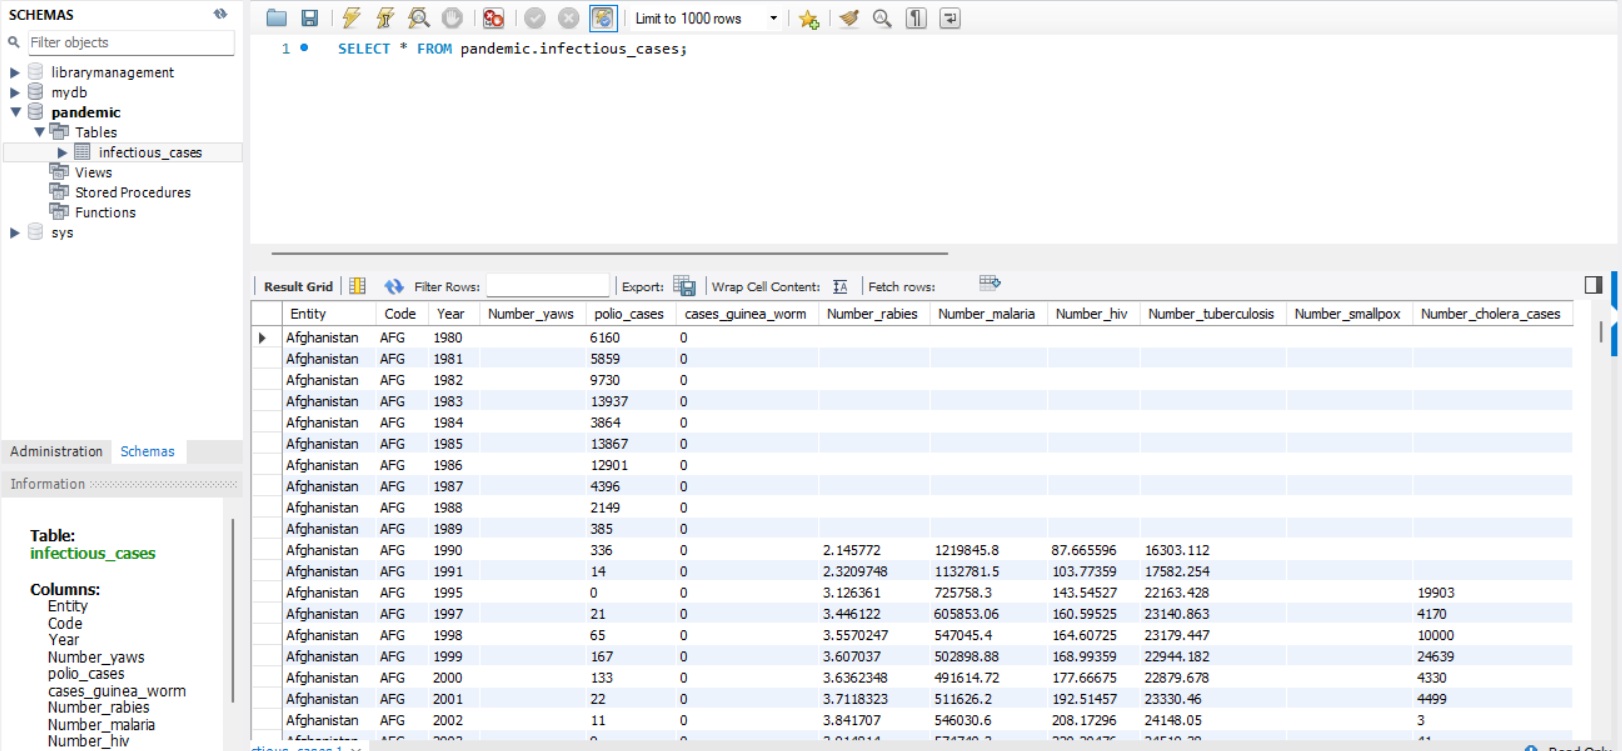 SCHEMAS
Filter objects
librarymanagement
mydb
pandemic
Tables
infectious_cases
Views
Stored Procedures
Functions
sys
Administration Schemas
Information
Table:
infectious_cases
Columns:
Entity
Code
Year
Number_yaws
polio_cases
cases_guinea_worm
Number_rabies
Number_malaria
Number_hiv
Limit to 1000 rows
1 SELECT * FROM pandemic.infectious_cases;
Result Grid Filter Rows: Export: Wrap Cell Content: Fetch rows:
Entity Code Year Number_yaws polio_cases cases_guinea_worm Number_rabies Number_malaria Number_hiv Number_tuberculosis Number_smallpox Number_cholera_cases
Afghanistan AFG 1980 6160 0
Afghanistan AFG 1981 5859 0
Afghanistan AFG 1982 9730 0
Afghanistan AFG 1983 13937 0
Afghanistan AFG 1984 3864 0
Afghanistan AFG 1985 13867 0
Afghanistan AFG 1986 12901 0
Afghanistan AFG 1987 4396 0
Afghanistan AFG 1988 2149 0
Afghanistan AFG 1989 385 0
Afghanistan AFG 1990 336 0 2.145772 1219845.8 87.665596 16303.112
Afghanistan AFG 1991 14 0 2.3209748 1132781.5 103.77359 17582.254
Afghanistan AFG 1995 0 0 3.126361 725758.3 143.54527 22163.428 19903
Afghanistan AFG 1997 21 0 3.446122 605853.06 160.59525 23140.863 4170
Afghanistan AFG 1998 65 0 3.5570247 547045.4 164.60725 23179.447 10000
Afghanistan AFG 1999 167 0 3.607037 502898.88 168.99359 22944.182 24639
Afghanistan AFG 2000 133 0 3.6362348 491614.72 177.66675 22879.678 4330
Afghanistan AFG 2001 22 0 3.7118323 511626.2 192.51457 23330.46 4499
Afghanistan AFG 2002 11 0 3.841707 546030.6 208.17296 24148.05 3